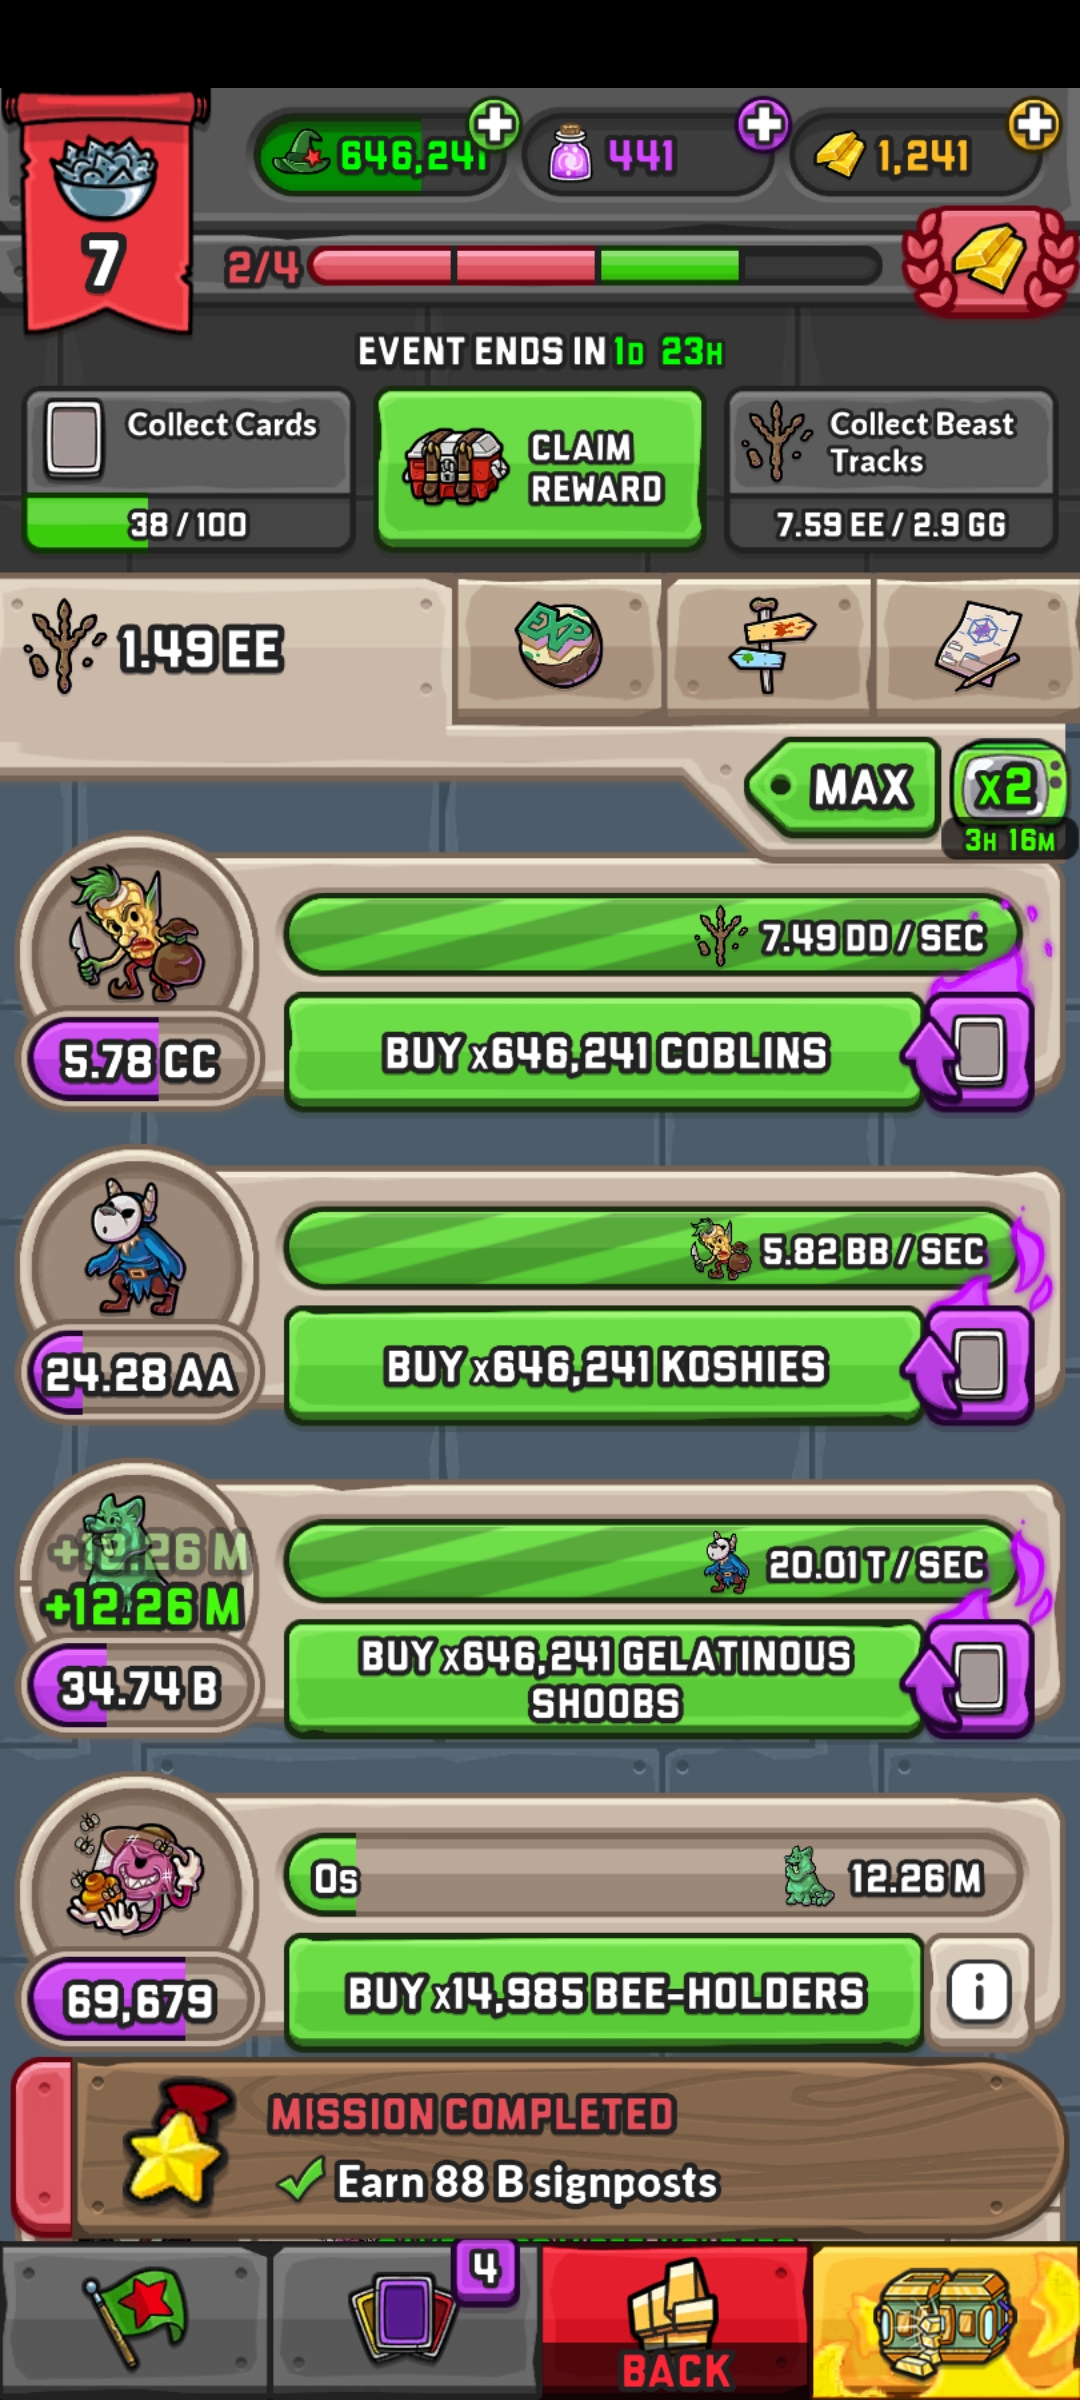 646,241
441
1,241
7
2/4
EVENT ENDS IN 1D 23H
Collect Cards
38 / 100
CLAIM
REWARD
Collect Beast
Tracks
7.59 EE / 2.9 GG
1.49 EE
EXP
MAX
x2
3H 16M
7.49 DD / SEC
5.78 CC
BUY x646,241 COBLINS
5.82 BB / SEC
24.28 AA
BUY x646,241 KOSHIES
+12.26 M
+12.26 M
20.01 T / SEC
34.74 B
BUY x646,241 GELATINOUS
SHOOBS
0s
12.26 M
69,679
BUY x14,985 BEE-HOLDERS
i
MISSION COMPLETED
Earn 88 B signposts
4
BACK